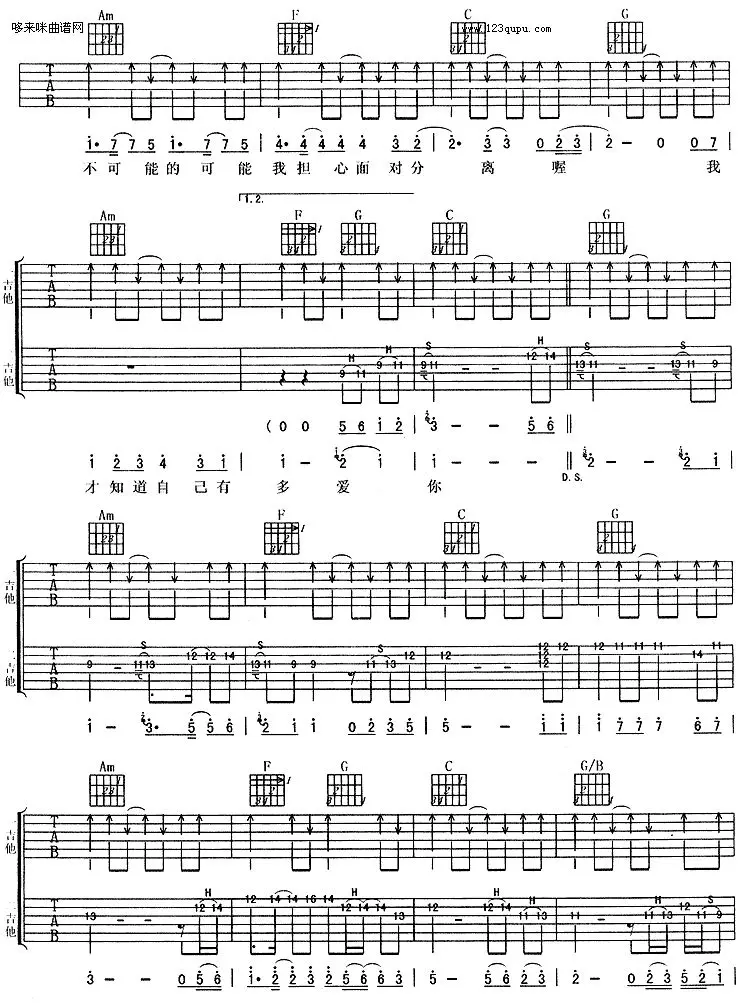 哆来咪曲谱网 www.123qupu.com
Am F C G
T A B
i• 7 7 5 i• 7 7 5 | 4• 4 4 4 4 3 2 | 2• 3 3 0 2 3 | 2 – 0 0 7 |
不可能的可能 我担心面对分 离 喔 我
1.2.
Am F G C G
吉他 T A B
H H S H S S
吉他 T A B 9 11 9 11 9 11 12 14 13 11 13 11 9
(0 0 5 6 i 2 | 3 – – 5 6 ||
i 2 3 4 3 i | i – 2 i | i – – – || 2 – – 2 i |
才知道自己有 多 爱 你 D.S.
Am F C G
吉他 T A B
S S S
吉他 T A B 9 11 13 12 12 14 13 11 9 9 11 13 12 12 12 12 12 12 12 12 11 11 11 14 11
i – 3• 5 5 6 | 2 i i 0 2 3 5 | 5 – – i i | i 7 7 7 6 7 |
Am F G C G/B
吉他 T A B
H H H H S
吉他 T A B 13 12 14 12 14 14 16 14 12 14 14 13 12 12 14 11 13 11 11 13 12 11 9
3 – – 0 5 6 | i• 2 2 3 2 5 6 6 3 | 5 – 5 6 2 3 | 2 – 0 2 3 5 2 i |